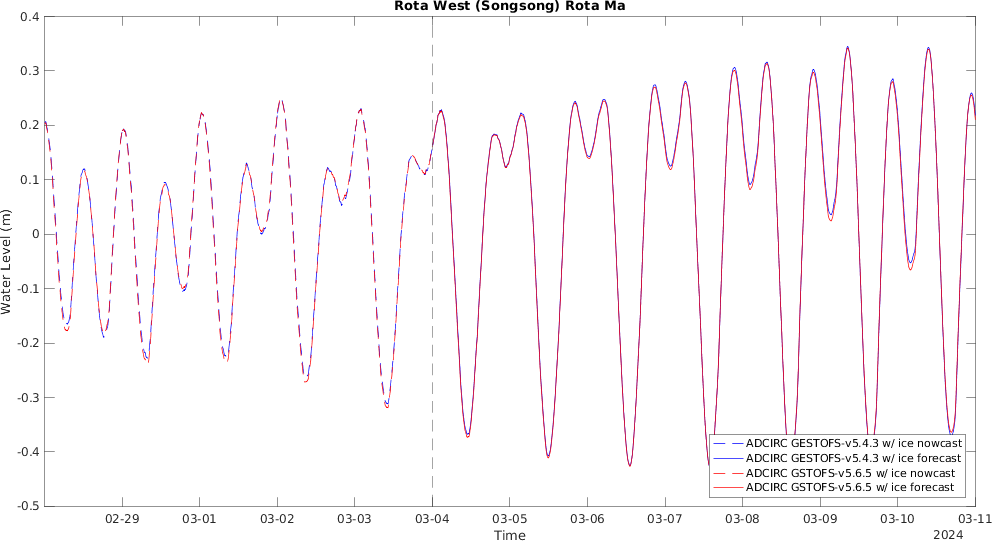 Rota West (Songsong) Rota Ma
0.4
0.3
0.2
0.1
0
-0.1
-0.2
-0.3
-0.4
-0.5
Water Level (m)
ADCIRC GESTOFS-v5.4.3 w/ ice nowcast
ADCIRC GESTOFS-v5.4.3 w/ ice forecast
ADCIRC GSTOFS-v5.6.5 w/ ice nowcast
ADCIRC GSTOFS-v5.6.5 w/ ice forecast
02-29 03-01 03-02 03-03 03-04 03-05 03-06 03-07 03-08 03-09 03-10 03-11
Time
2024